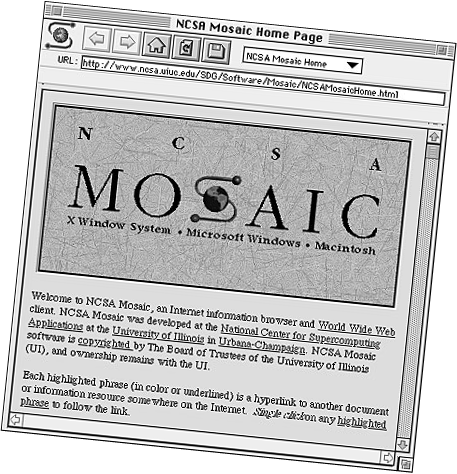 NCSA Mosaic Home Page
NCSA Mosaic Home
URL: http://www.ncsa.uiuc.edu/SDG/Software/Mosaic/NCSAMosaicHome.html
N C S A
MOSAIC
X Window System • Microsoft Windows • Macintosh
Welcome to NCSA Mosaic, an Internet information browser and World Wide Web
client. NCSA Mosaic was developed at the National Center for Supercomputing
Applications at the University of Illinois in Urbana-Champaign. NCSA Mosaic
software is copyrighted by The Board of Trustees of the University of Illinois
(UI), and ownership remains with the UI.
Each highlighted phrase (in color or underlined) is a hyperlink to another document
or information resource somewhere on the Internet. Single click on any highlighted
phrase to follow the link.